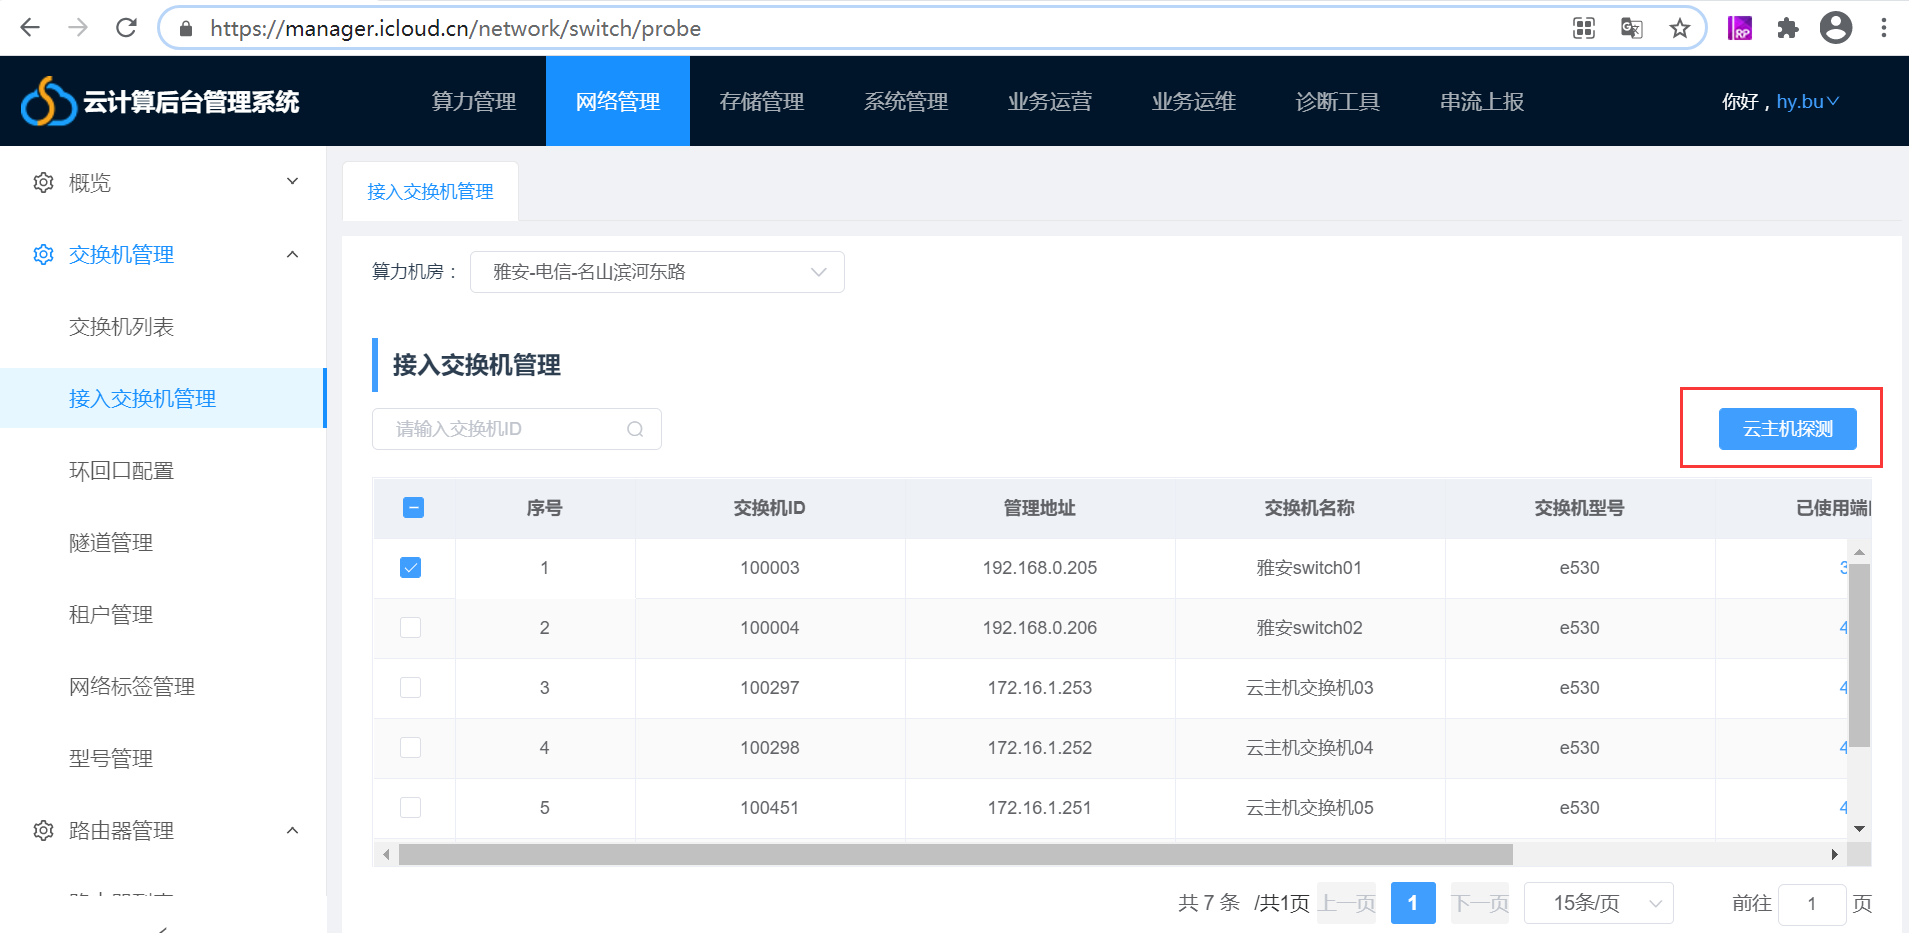 https://manager.icloud.cn/network/switch/probe
云计算后台管理系统 算力管理 网络管理 存储管理 系统管理 业务运营 业务运维 诊断工具 串流上报 你好，hy.bu
概览
交换机管理
交换机列表
接入交换机管理
环回口配置
隧道管理
租户管理
网络标签管理
型号管理
路由器管理
接入交换机管理
算力机房： 雅安-电信-名山滨河东路
接入交换机管理
请输入交换机ID 云主机探测
序号 交换机ID 管理地址 交换机名称 交换机型号 已使用端
1 100003 192.168.0.205 雅安switch01 e530 3
2 100004 192.168.0.206 雅安switch02 e530 4
3 100297 172.16.1.253 云主机交换机03 e530 4
4 100298 172.16.1.252 云主机交换机04 e530 4
5 100451 172.16.1.251 云主机交换机05 e530 4
共 7 条 /共1页 上一页 1 下一页 15条/页 前往 1 页